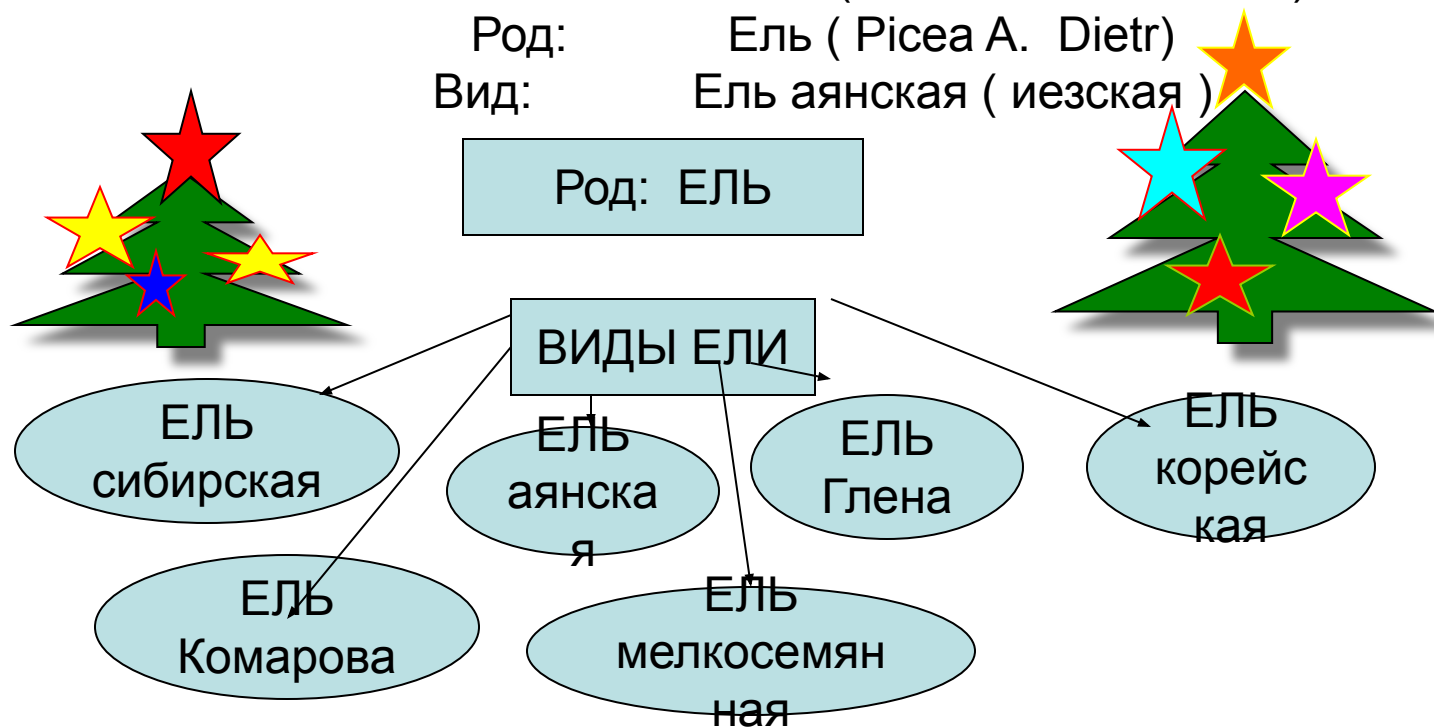 Род: Ель ( Picea A. Dietr)
Вид: Ель аянская ( иезская )
Род: ЕЛЬ
ВИДЫ ЕЛИ
ЕЛЬ
сибирская
ЕЛЬ
аянска
я
ЕЛЬ
Глена
ЕЛЬ
корейс
кая
ЕЛЬ
Комарова
ЕЛЬ
мелкосемян
ная